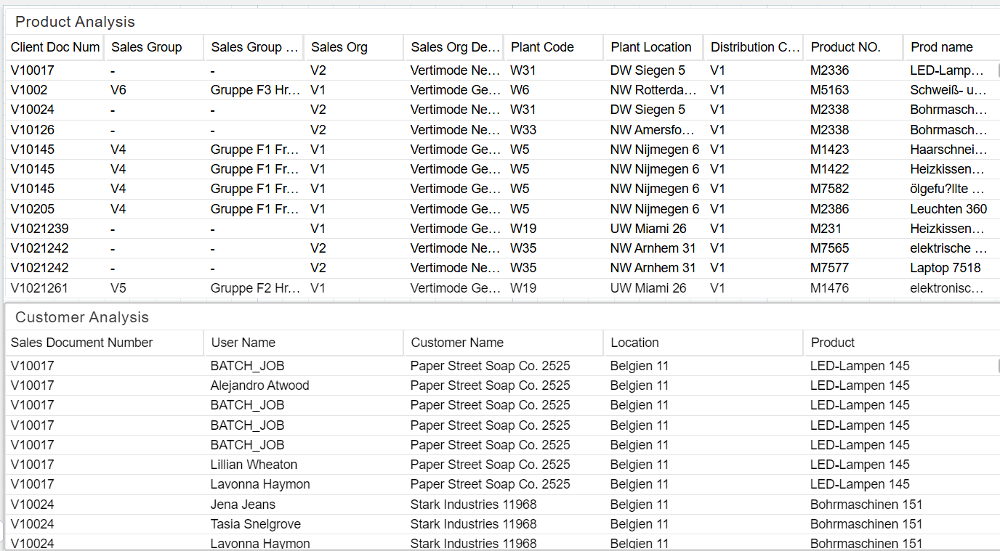 Product Analysis
Client Doc Num Sales Group Sales Group ... Sales Org Sales Org De... Plant Code Plant Location Distribution C... Product NO. Prod name
V10017 - - V2 Vertimode Ne... W31 DW Siegen 5 V1 M2336 LED-Lamp...
V1002 V6 Gruppe F3 Hr... V1 Vertimode Ge... W6 NW Rotterda... V1 M5163 Schweiß- u...
V10024 - - V2 Vertimode Ne... W31 DW Siegen 5 V1 M2338 Bohrmasch...
V10126 - - V2 Vertimode Ne... W33 NW Amersfo... V1 M2338 Bohrmasch...
V10145 V4 Gruppe F1 Fr... V1 Vertimode Ge... W5 NW Nijmegen 6 V1 M1423 Haarschnei...
V10145 V4 Gruppe F1 Fr... V1 Vertimode Ge... W5 NW Nijmegen 6 V1 M1422 Heizkissen...
V10145 V4 Gruppe F1 Fr... V1 Vertimode Ge... W5 NW Nijmegen 6 V1 M7582 ölgefu?llte ...
V10205 V4 Gruppe F1 Fr... V1 Vertimode Ge... W5 NW Nijmegen 6 V1 M2386 Leuchten 360
V1021239 - - V1 Vertimode Ge... W19 UW Miami 26 V1 M231 Heizkissen...
V1021242 - - V2 Vertimode Ne... W35 NW Arnhem 31 V1 M7565 elektrische ...
V1021242 - - V2 Vertimode Ne... W35 NW Arnhem 31 V1 M7577 Laptop 7518
V1021261 V5 Gruppe F2 Hr... V1 Vertimode Ge... W19 UW Miami 26 V1 M1476 elektronisc...
Customer Analysis
Sales Document Number User Name Customer Name Location Product
V10017 BATCH_JOB Paper Street Soap Co. 2525 Belgien 11 LED-Lampen 145
V10017 Alejandro Atwood Paper Street Soap Co. 2525 Belgien 11 LED-Lampen 145
V10017 BATCH_JOB Paper Street Soap Co. 2525 Belgien 11 LED-Lampen 145
V10017 BATCH_JOB Paper Street Soap Co. 2525 Belgien 11 LED-Lampen 145
V10017 BATCH_JOB Paper Street Soap Co. 2525 Belgien 11 LED-Lampen 145
V10017 Lillian Wheaton Paper Street Soap Co. 2525 Belgien 11 LED-Lampen 145
V10017 Lavonna Haymon Paper Street Soap Co. 2525 Belgien 11 LED-Lampen 145
V10024 Jena Jeans Stark Industries 11968 Belgien 11 Bohrmaschinen 151
V10024 Tasia Snelgrove Stark Industries 11968 Belgien 11 Bohrmaschinen 151
V10024 Lavonna Haymon Stark Industries 11968 Belgien 11 Bohrmaschinen 151